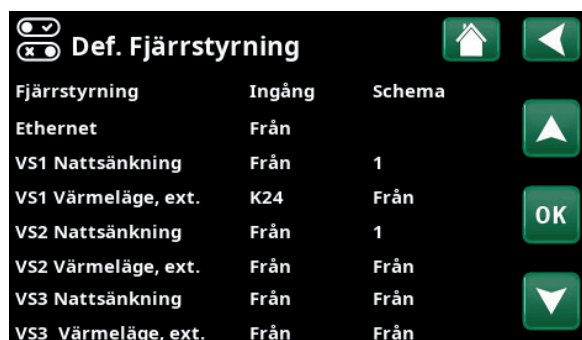 Def. Fjärrstyrning
Fjärrstyrning Ingång Schema
Ethernet Från
VS1 Nattsänkning Från 1
VS1 Värmeläge, ext. K24 Från
OK
VS2 Nattsänkning Från 1
VS2 Värmeläge, ext. Från Från
VS3 Nattsänkning Från Från
VS3 Värmeläge, ext. Från Från